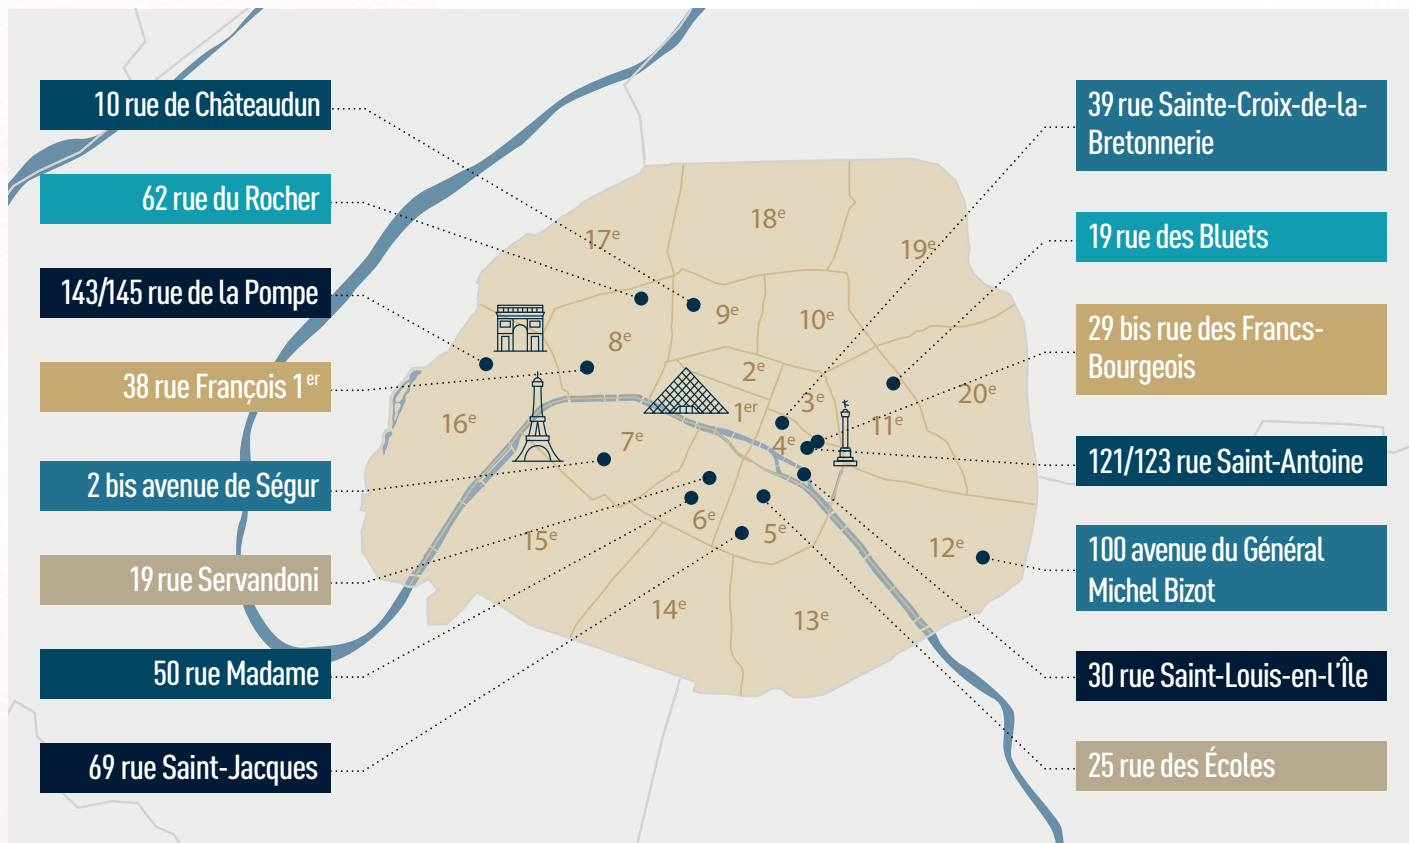 10 rue de Châteaudun
62 rue du Rocher
143/145 rue de la Pompe
38 rue François 1er
2 bis avenue de Ségur
19 rue Servandoni
50 rue Madame
69 rue Saint-Jacques
18e
17e
19e
9e
10e
8e
2e
3e
20e
1er
16e
11e
7e
4e
6e
5e
15e
12e
14e
13e
39 rue Sainte-Croix-de-la-
Bretonnerie
19 rue des Bluets
29 bis rue des Francs-
Bourgeois
121/123 rue Saint-Antoine
100 avenue du Général
Michel Bizot
30 rue Saint-Louis-en-l'Île
25 rue des Écoles